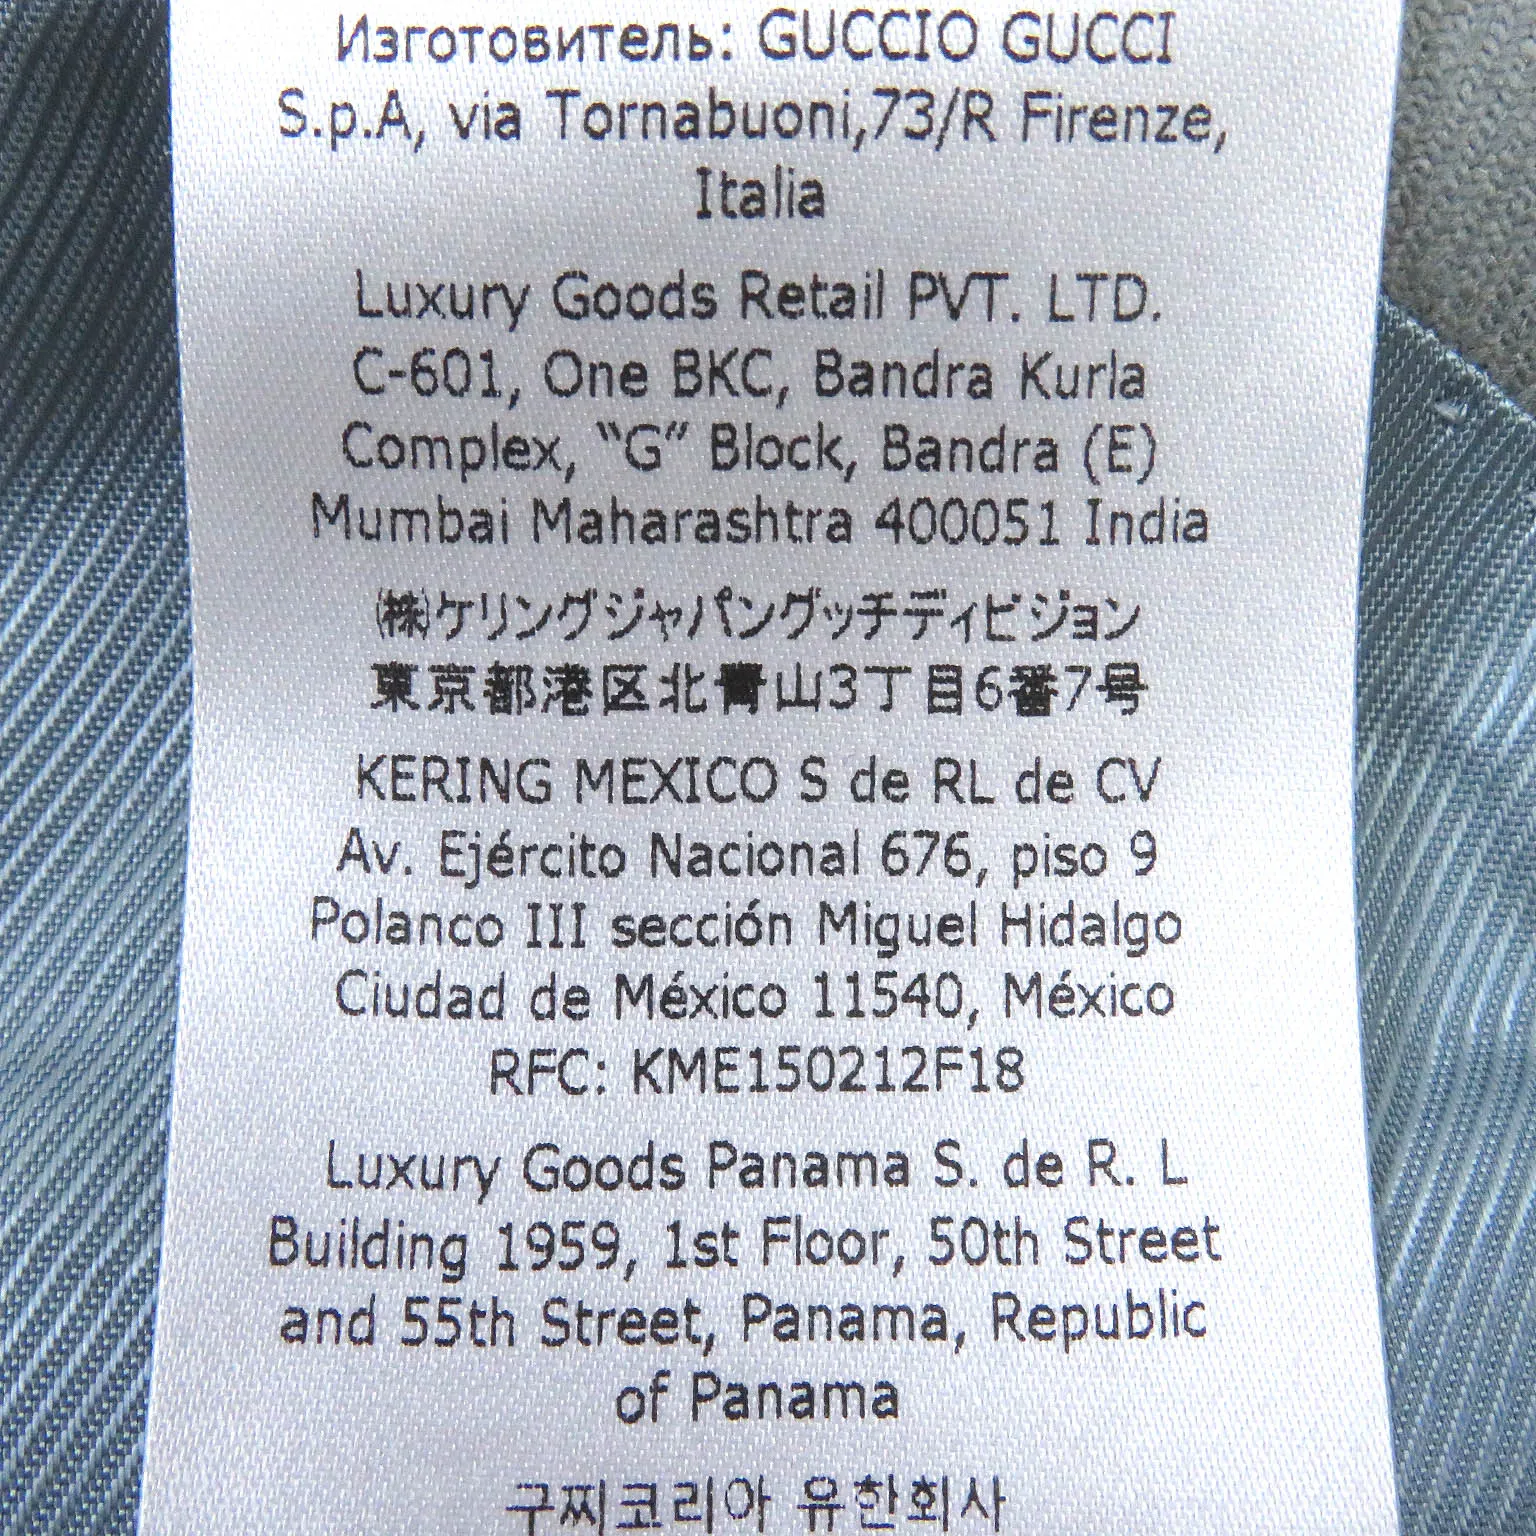 Изготовитель: GUCCIO GUCCI
S.p.A, via Tornabuoni,73/R Firenze,
Italia
Luxury Goods Retail PVT. LTD.
C-601, One BKC, Bandra Kurla
Complex, “G” Block, Bandra (E)
Mumbai Maharashtra 400051 India
㈱ケリングジャパングッチディビジョン
東京都港区北青山3丁目6番7号
KERING MEXICO S de RL de CV
Av. Ejército Nacional 676, piso 9
Polanco III sección Miguel Hidalgo
Ciudad de México 11540, México
RFC: KME150212F18
Luxury Goods Panama S. de R. L
Building 1959, 1st Floor, 50th Street
and 55th Street, Panama, Republic
of Panama
구찌코리아 유한회사